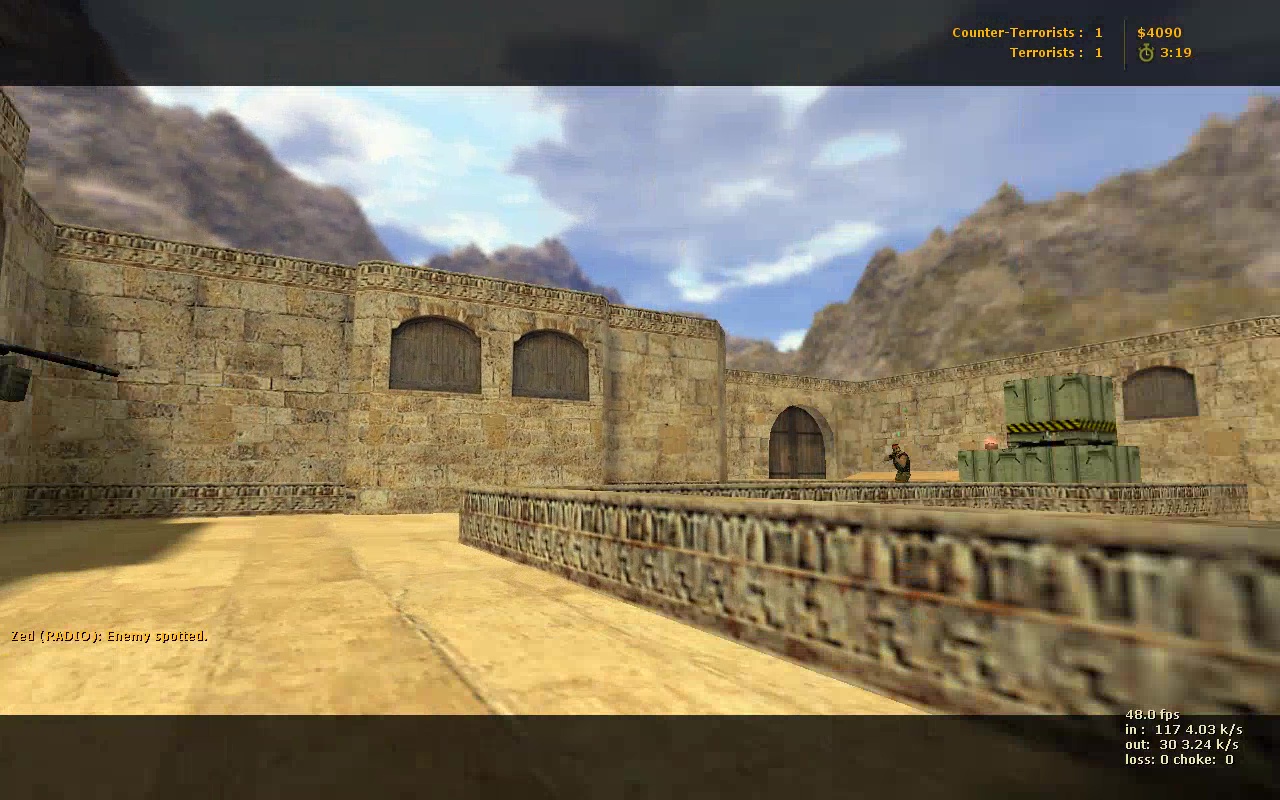 Counter-Terrorists : 1 $4090
Terrorists : 1 3:19
Zed (RADIO): Enemy spotted.
48.0 fps
in : 117 4.03 k/s
out: 30 3.24 k/s
loss: 0 choke: 0